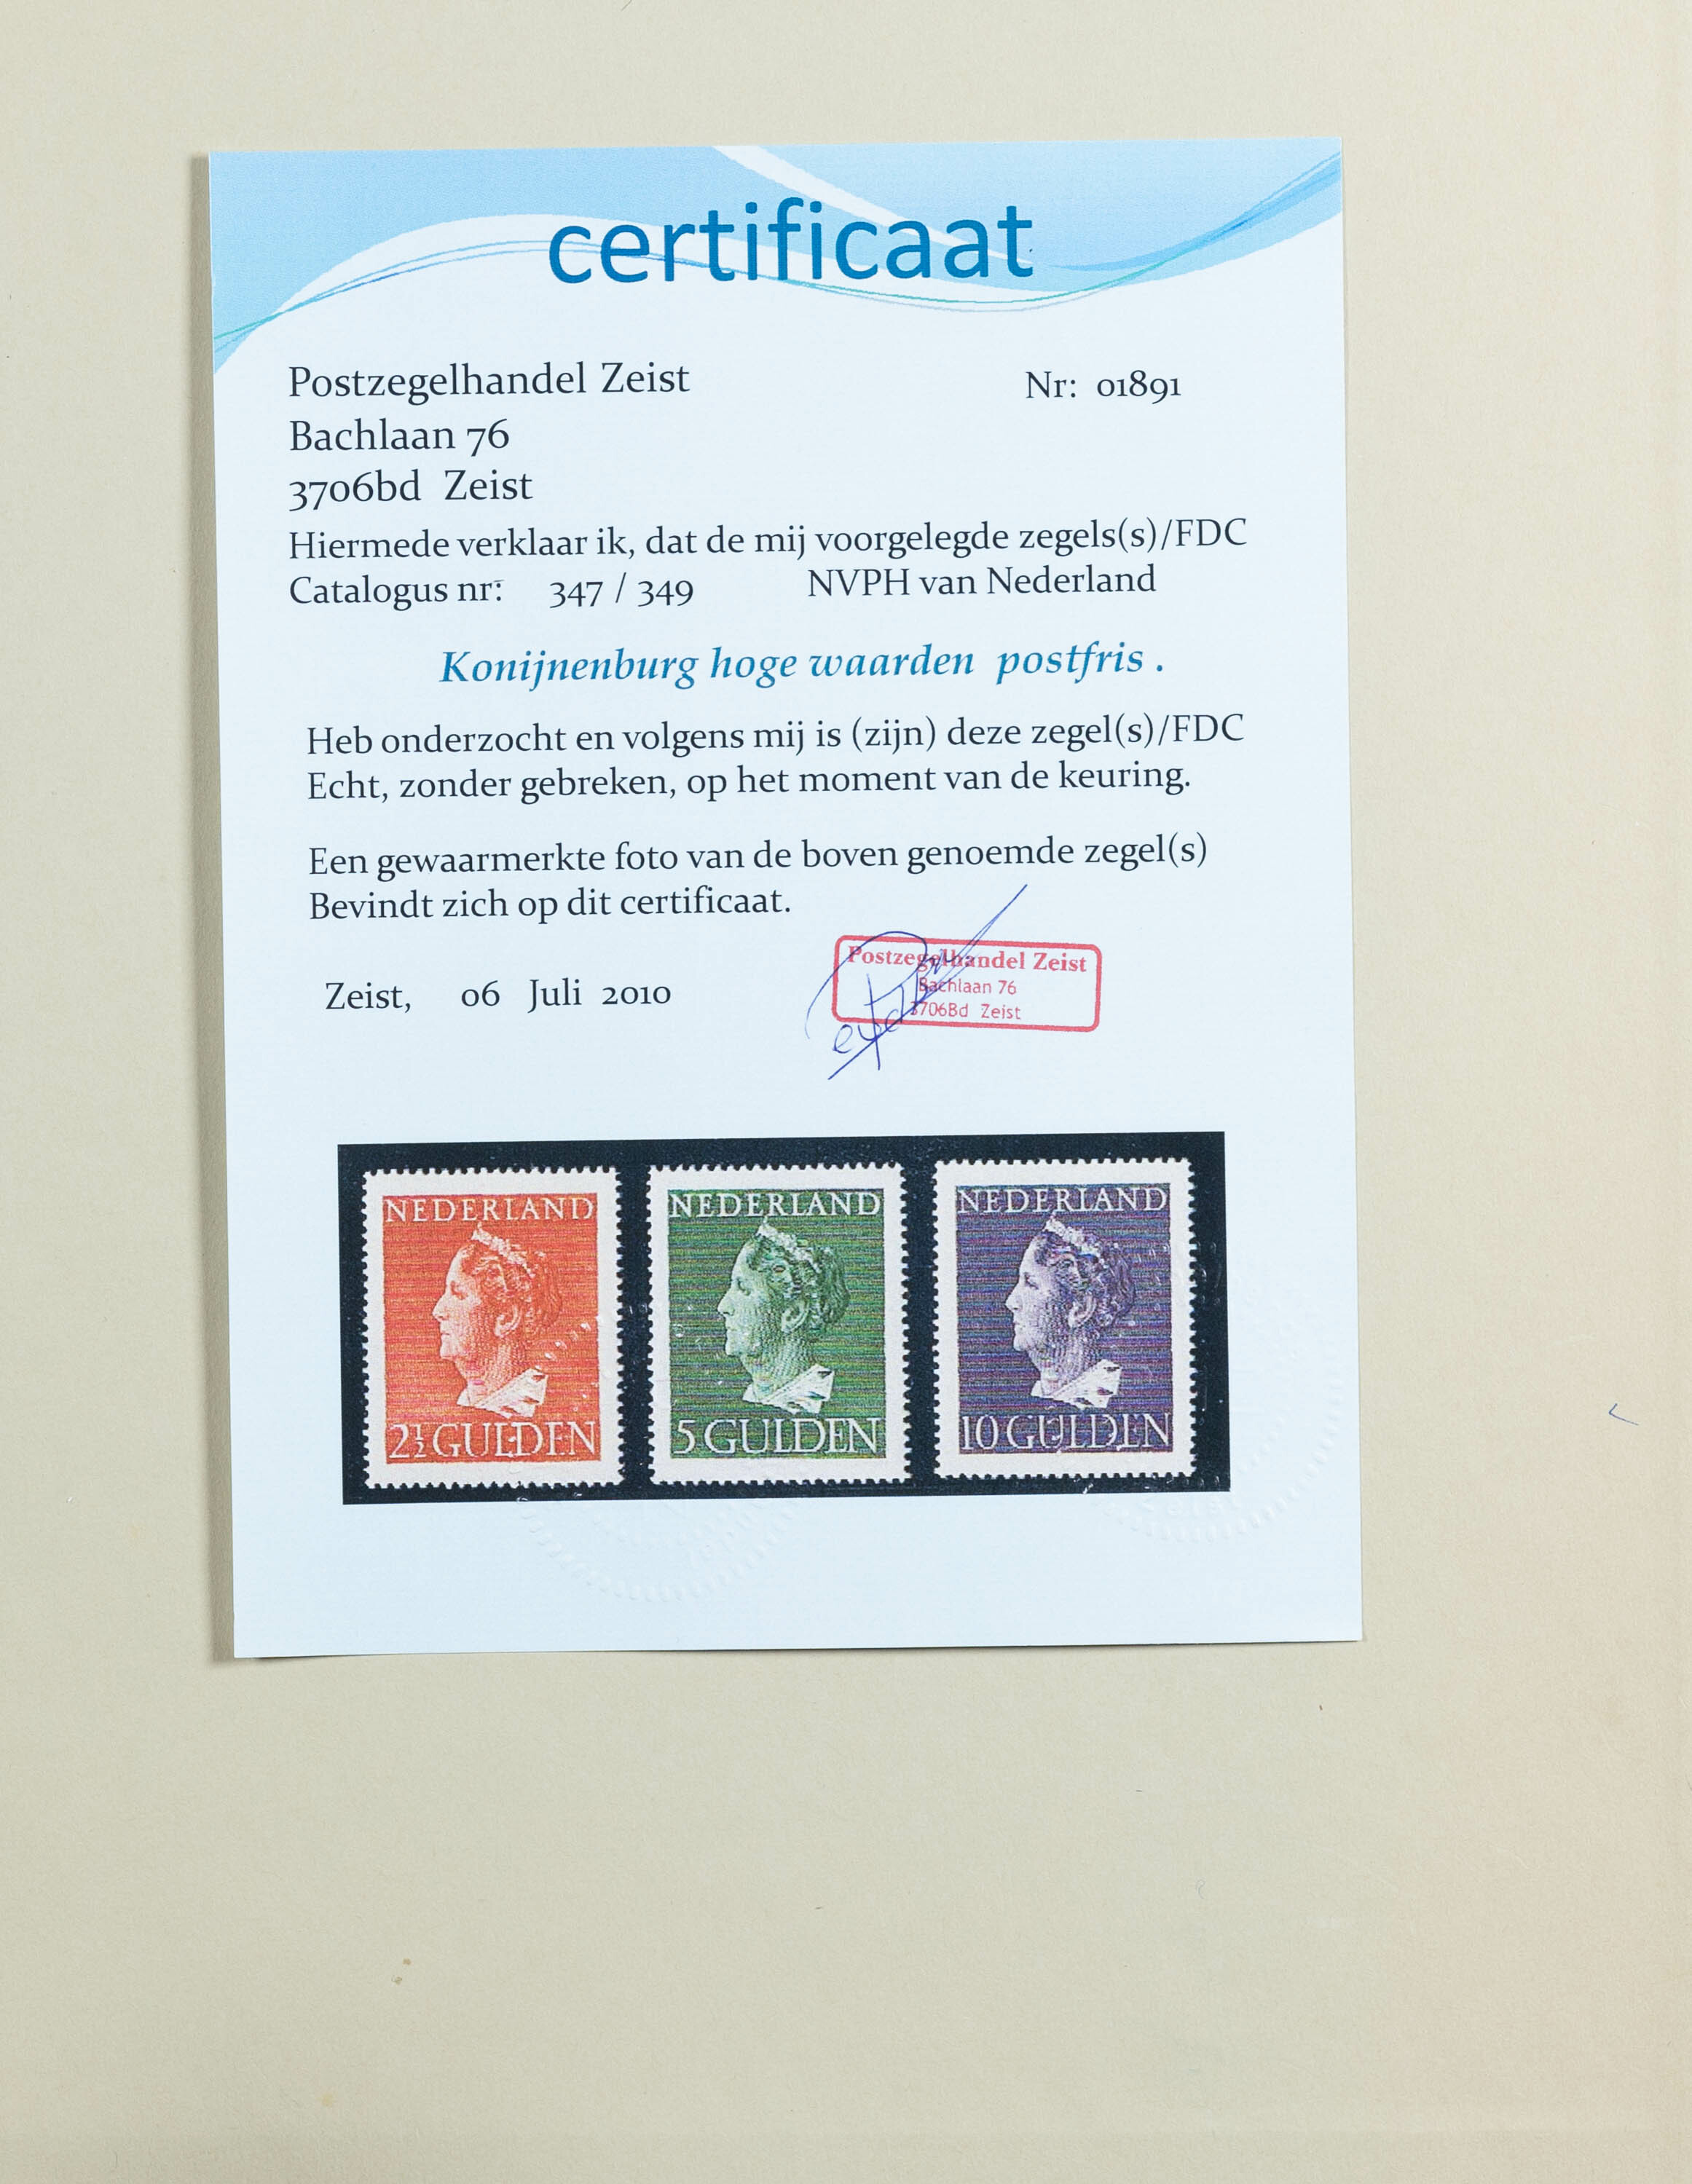 certificaat
Postzegelhandel Zeist
Nr: 01891
Bachlaan 76
3706bd Zeist
Hiermede verklaar ik, dat de mij voorgelegde zegels(s)/FDC
Catalogus nr: 347 / 349 NVPH van Nederland
Konijnenburg hoge waarden postfris .
Heb onderzocht en volgens mij is (zijn) deze zegel(s)/FDC
Echt, zonder gebreken, op het moment van de keuring.
Een gewaarmerkte foto van de boven genoemde zegel(s)
Bevindt zich op dit certificaat.
Zeist, 06 Juli 2010
Postzegelhandel Zeist
Bachlaan 76
3706Bd Zeist
NEDERLAND
2½ GULDEN
NEDERLAND
5 GULDEN
NEDERLAND
10 GULDEN